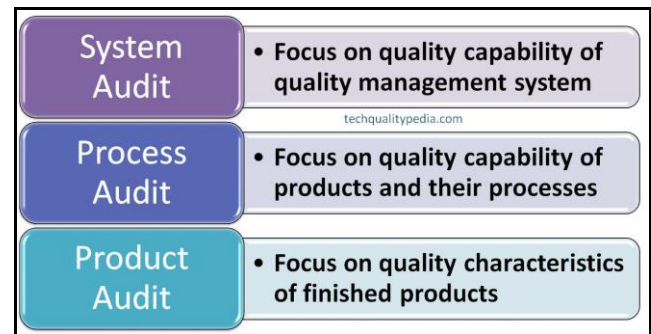 System
Audit
• Focus on quality capability of
quality management system
techqualitypedia.com
Process
Audit
• Focus on quality capability of
products and their processes
Product
Audit
• Focus on quality characteristics
of finished products